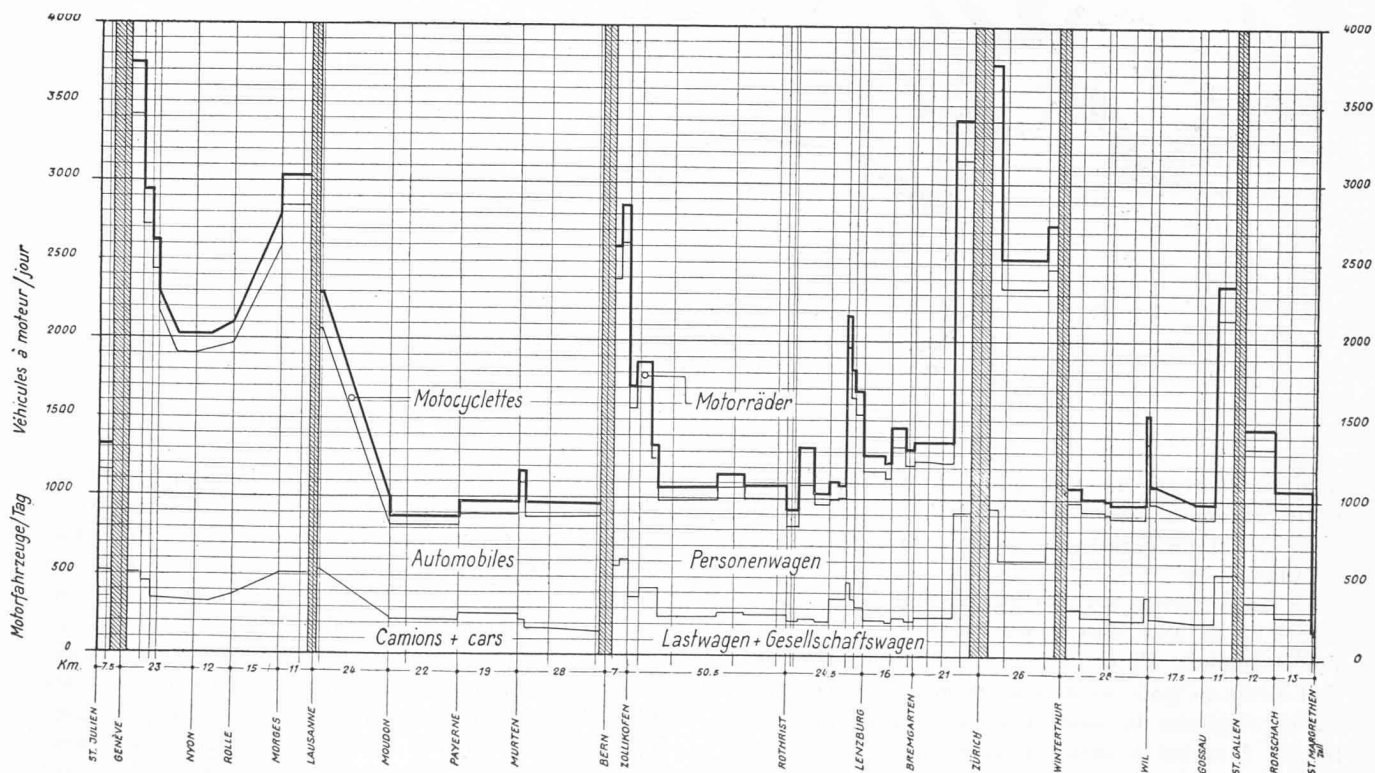 4000
3500
3000
2500
2000
1500
1000
500
0
Véhicules à moteur / jour
Motorfahrzeuge/Tag
4000
3500
3000
2500
2000
1500
1000
500
0
Motocyclettes
Motorräder
Automobiles
Personenwagen
Camions + cars
Lastwagen + Gesellschaftswagen
Km. 7.5 23 12 15 11 24 22 19 28 7 50.5 24.5 16 21 26 28 17.5 11 12 13
ST. JULIEN
GENÈVE
NYON
ROLLE
MORGES
LAUSANNE
MOUDON
PAYERNE
MURTEN
BERN
ZOLLIKOFEN
ROTHRIST
LENZBURG
BREMGARTEN
ZÜRICH
WINTERTHUR
WIL
GOSSAU
ST. GALLEN
RORSCHACH
ST. MARGRETHEN
Zoll